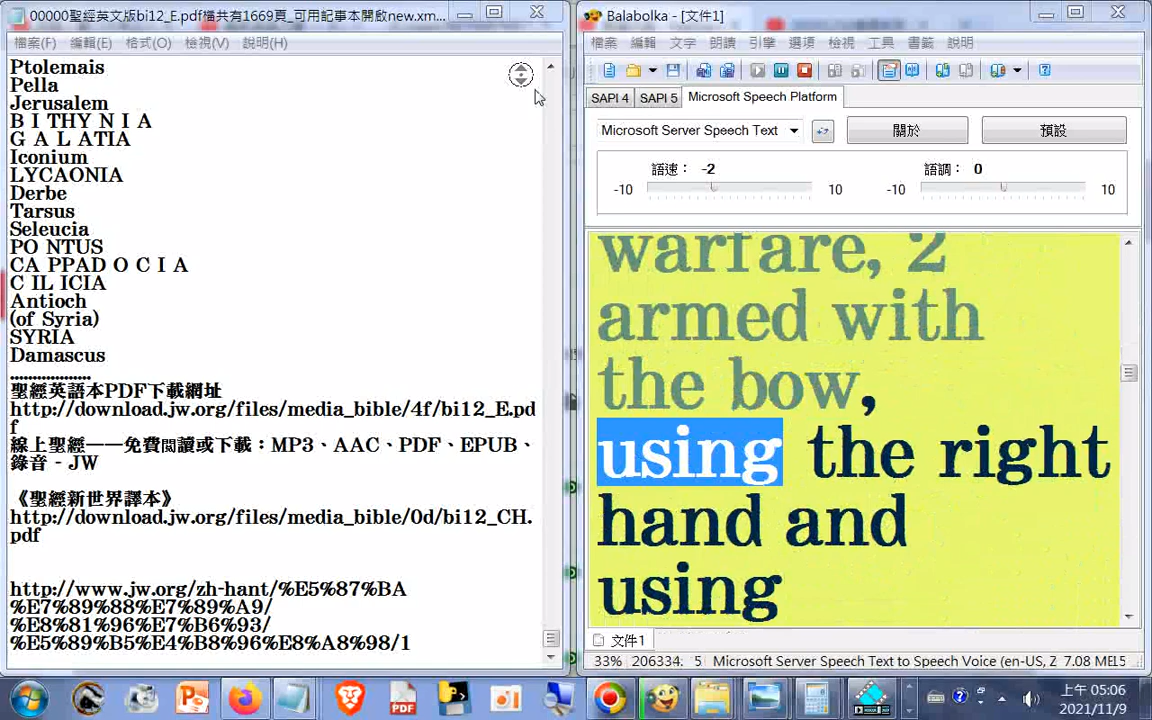 00000聖經英文版bi12_E.pdf檔共有1669頁_可用記事本開啟new.xm...
檔案(F) 編輯(E) 格式(O) 檢視(V) 說明(H)
Ptolemais
Pella
Jerusalem
B I THY N I A
G A L ATIA
Iconium
LYCAONIA
Derbe
Tarsus
Seleucia
PO NTUS
CA PPAD O C I A
C IL ICIA
Antioch
(of Syria)
SYRIA
Damascus
..................
聖經英語本PDF下載網址
http://download.jw.org/files/media_bible/4f/bi12_E.pd
f
線上聖經——免費閱讀或下載：MP3、AAC、PDF、EPUB、
錄音 - JW
《聖經新世界譯本》
http://download.jw.org/files/media_bible/0d/bi12_CH.
pdf
http://www.jw.org/zh-hant/%E5%87%BA
%E7%89%88%E7%89%A9/
%E8%81%96%E7%B6%93/
%E5%89%B5%E4%B8%96%E8%A8%98/1
Balabolka - [文件1]
檔案 編輯 文字 朗讀 引擎 選項 檢視 工具 書籤 說明
SAPI 4 SAPI 5 Microsoft Speech Platform
Microsoft Server Speech Text 關於 預設
語速： -2 語調： 0
-10 10 -10 10
warfare, 2
armed with
the bow,
using the right
hand and
using
文件1
33% 206334: 5 Microsoft Server Speech Text to Speech Voice (en-US, Z 7.08 MEL5
PDF
上午 05:06
2021/11/9